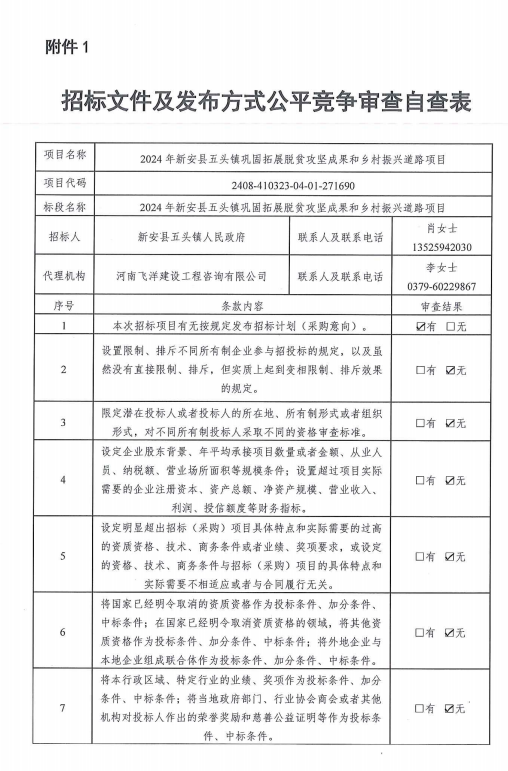 附件 1
招标文件及发布方式公平竞争审查自查表
项目名称 2024 年新安县五头镇巩固拓展脱贫攻坚成果和乡村振兴道路项目
项目代码 2408-410323-04-01-271690
标段名称 2024 年新安县五头镇巩固拓展脱贫攻坚成果和乡村振兴道路项目
招标人 新安县五头镇人民政府 联系人及联系电话 肖女士
13525942030
代理机构 河南飞洋建设工程咨询有限公司 联系人及联系电话 李女士
0379-60229867
序号 条款内容 审查结果
1 本次招标项目有无按规定发布招标计划（采购意向）。 ☑有 □无
设置限制、排斥不同所有制企业参与招投标的规定，以及虽
2 然没有直接限制、排斥，但实质上起到变相限制、排斥效果 □有 ☑无
的规定。
3 限定潜在投标人或者投标人的所在地、所有制形式或者组织 □有 ☑无
形式，对不同所有制投标人采取不同的资格审查标准。
设定企业股东背景、年平均承接项目数量或者金额、从业人
员、纳税额、营业场所面积等规模条件；设置超过项目实际
4 需要的企业注册资本、资产总额、净资产规模、营业收入、 □有 ☑无
利润、授信额度等财务指标。
设定明显超出招标（采购）项目具体特点和实际需要的过高
的资质资格、技术、商务条件或者业绩、奖项要求，或设定
5 的资格、技术、商务条件与招标（采购）项目的具体特点和 □有 ☑无
实际需要不相适应或者与合同履行无关。
将国家已经明令取消的资质资格作为投标条件、加分条件、
中标条件；在国家已经明令取消资质资格的领域，将其他资
6 质资格作为投标条件、加分条件、中标条件；将外地企业与 □有 ☑无
本地企业组成联合体作为投标条件、加分条件、中标条件。
将本行政区域、特定行业的业绩、奖项作为投标条件、加分
条件、中标条件；将当地政府部门、行业协会商会或者其他
7 机构对投标人作出的荣誉奖励和慈善公益证明等作为投标条 □有 ☑无
件、中标条件。